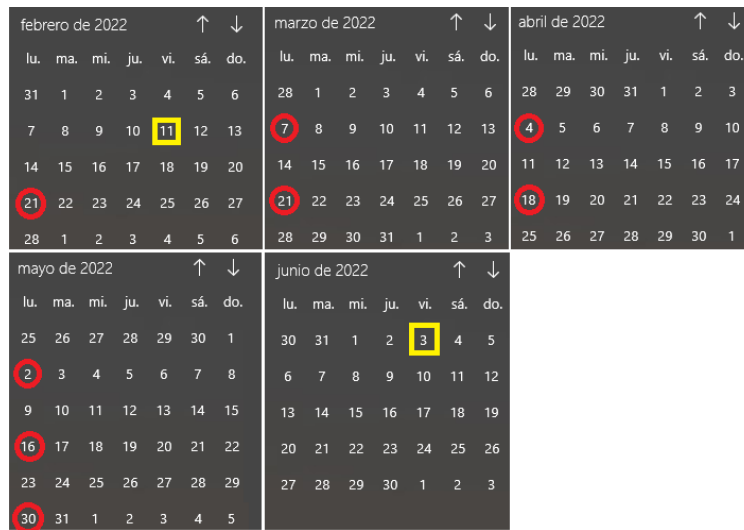 febrero de 2022
lu. ma. mi. ju. vi. sá. do.
31 1 2 3 4 5 6
7 8 9 10 11 12 13
14 15 16 17 18 19 20
21 22 23 24 25 26 27
28 1 2 3 4 5 6
marzo de 2022
lu. ma. mi. ju. vi. sá. do.
28 1 2 3 4 5 6
7 8 9 10 11 12 13
14 15 16 17 18 19 20
21 22 23 24 25 26 27
28 29 30 31 1 2 3
abril de 2022
lu. ma. mi. ju. vi. sá. do.
28 29 30 31 1 2 3
4 5 6 7 8 9 10
11 12 13 14 15 16 17
18 19 20 21 22 23 24
25 26 27 28 29 30 1
mayo de 2022
lu. ma. mi. ju. vi. sá. do.
25 26 27 28 29 30 1
2 3 4 5 6 7 8
9 10 11 12 13 14 15
16 17 18 19 20 21 22
23 24 25 26 27 28 29
30 31 1 2 3 4 5
junio de 2022
lu. ma. mi. ju. vi. sá. do.
30 31 1 2 3 4 5
6 7 8 9 10 11 12
13 14 15 16 17 18 19
20 21 22 23 24 25 26
27 28 29 30 1 2 3